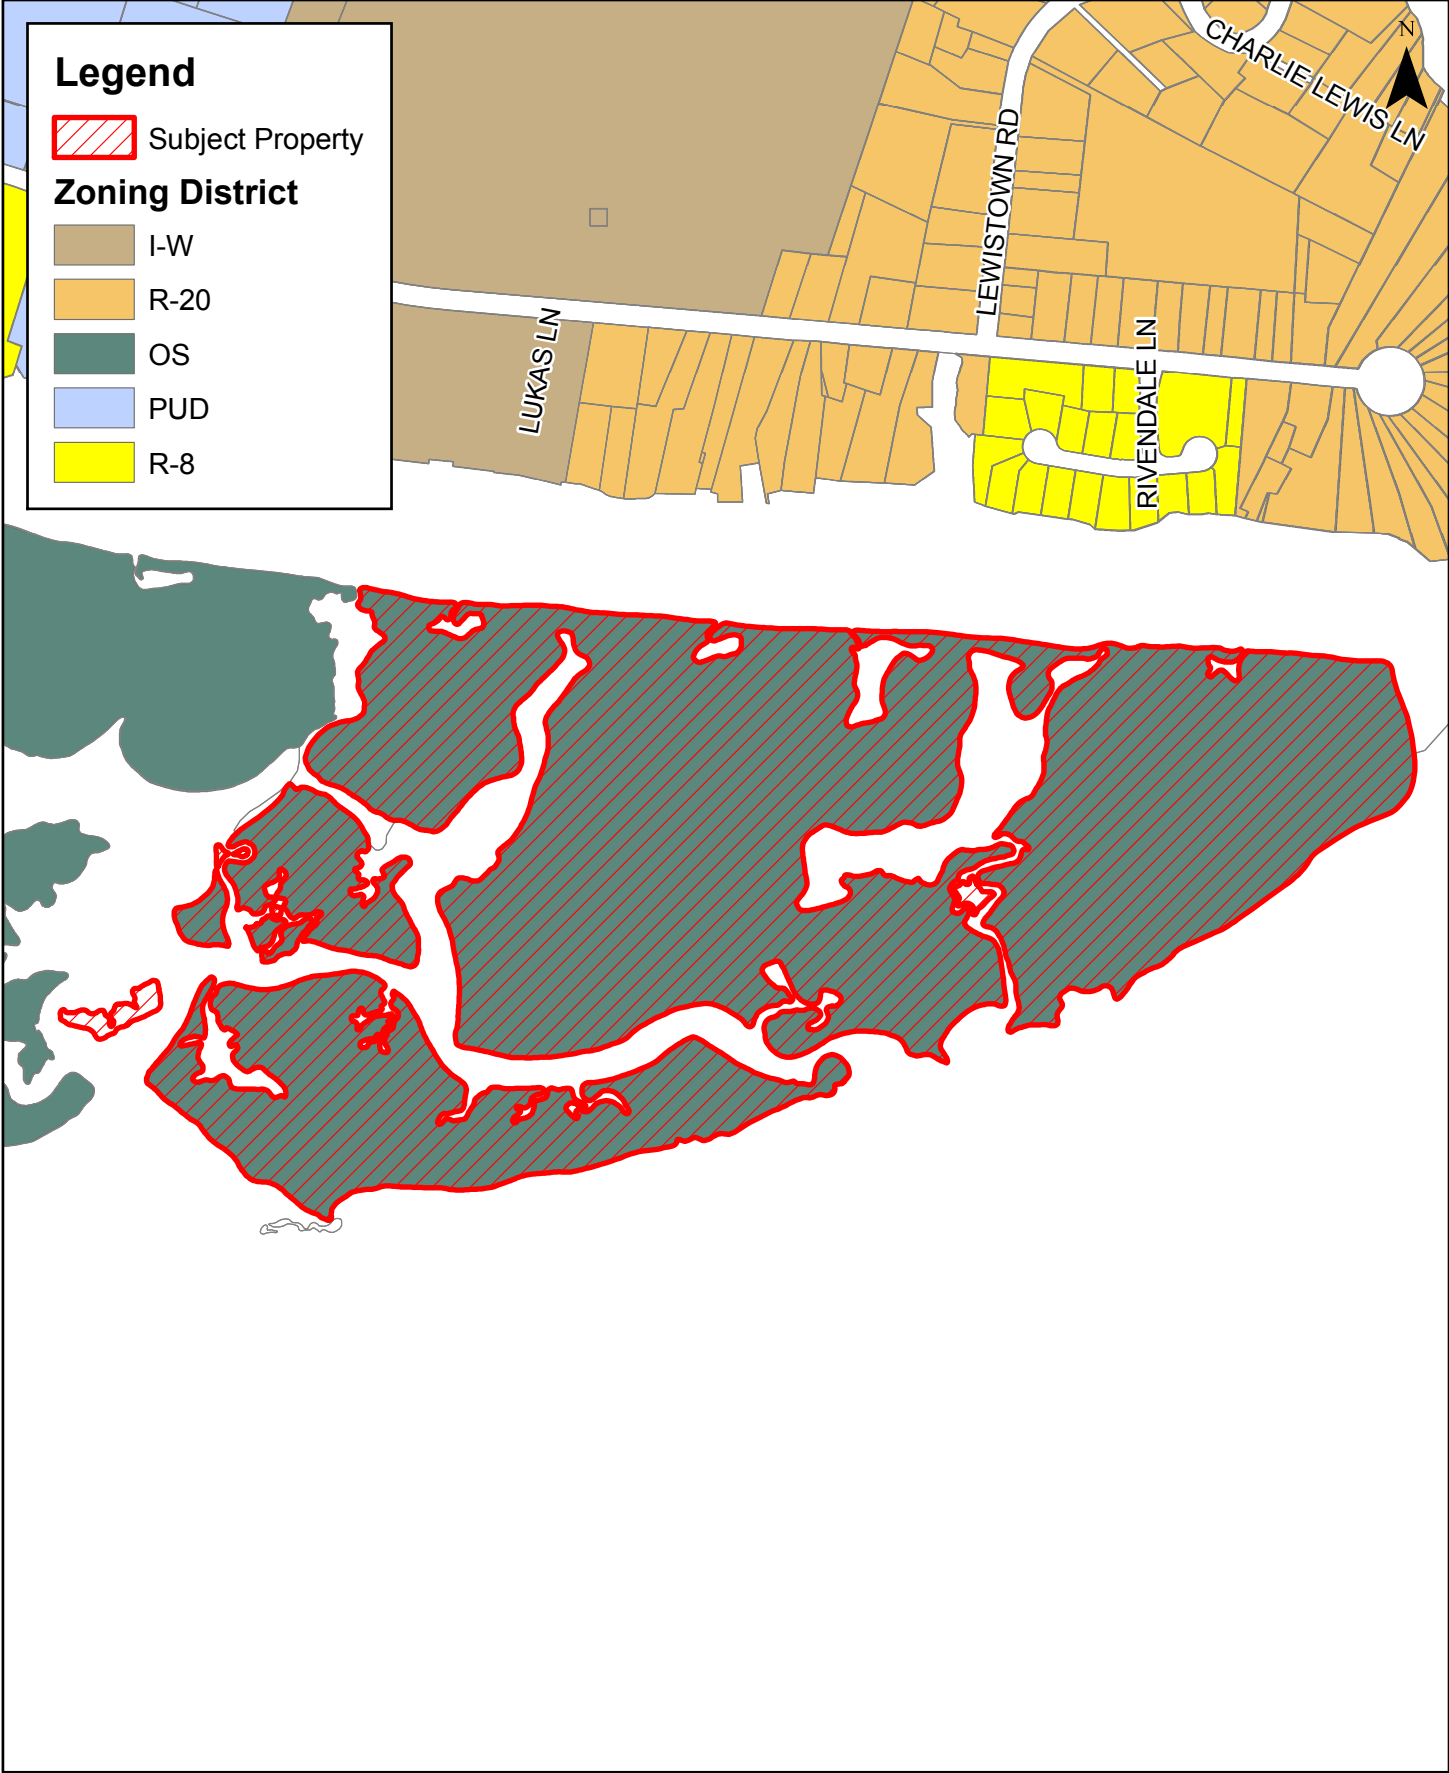 Legend
Subject Property
Zoning District
I-W
R-20
OS
PUD
R-8
CHARLIE LEWIS LN
N
LEWISTOWN RD
LUKAS LN
RIVENDALE LN